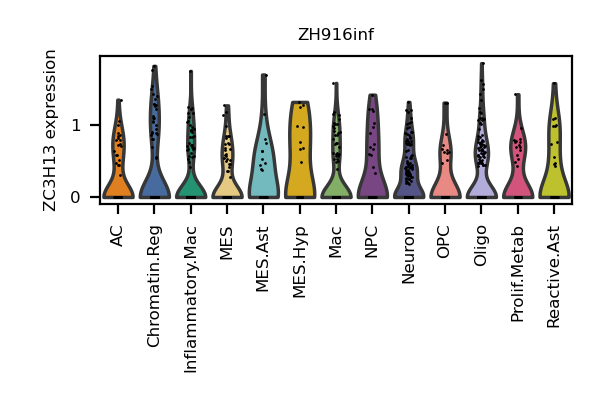 ZH916inf
ZC3H13 expression
1
0
AC
Chromatin.Reg
Inflammatory.Mac
MES
MES.Ast
MES.Hyp
Mac
NPC
Neuron
OPC
Oligo
Prolif.Metab
Reactive.Ast